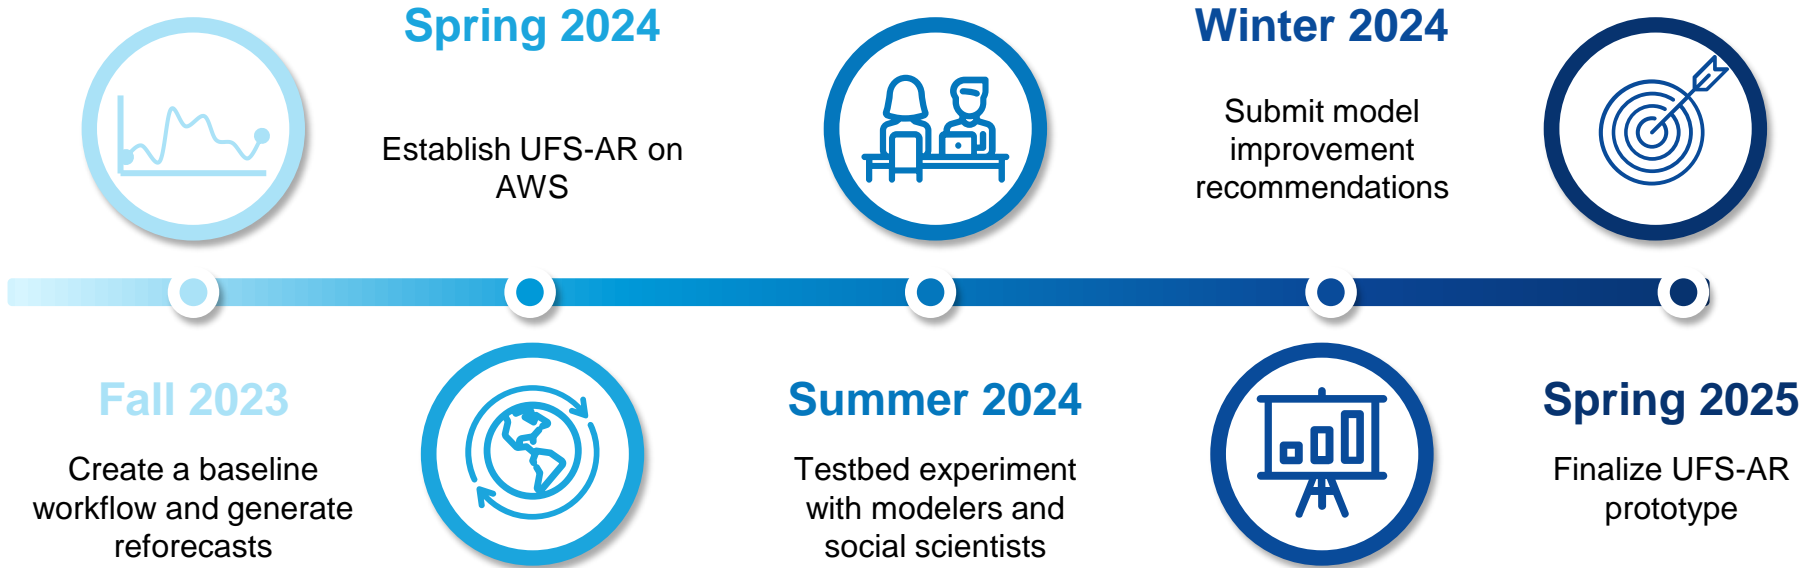 Fall 2023
Create a baseline
workflow and generate
reforecasts
Spring 2024
Establish UFS-AR on
AWS
Summer 2024
Testbed experiment
with modelers and
social scientists
Winter 2024
Submit model
improvement
recommendations
Spring 2025
Finalize UFS-AR
prototype